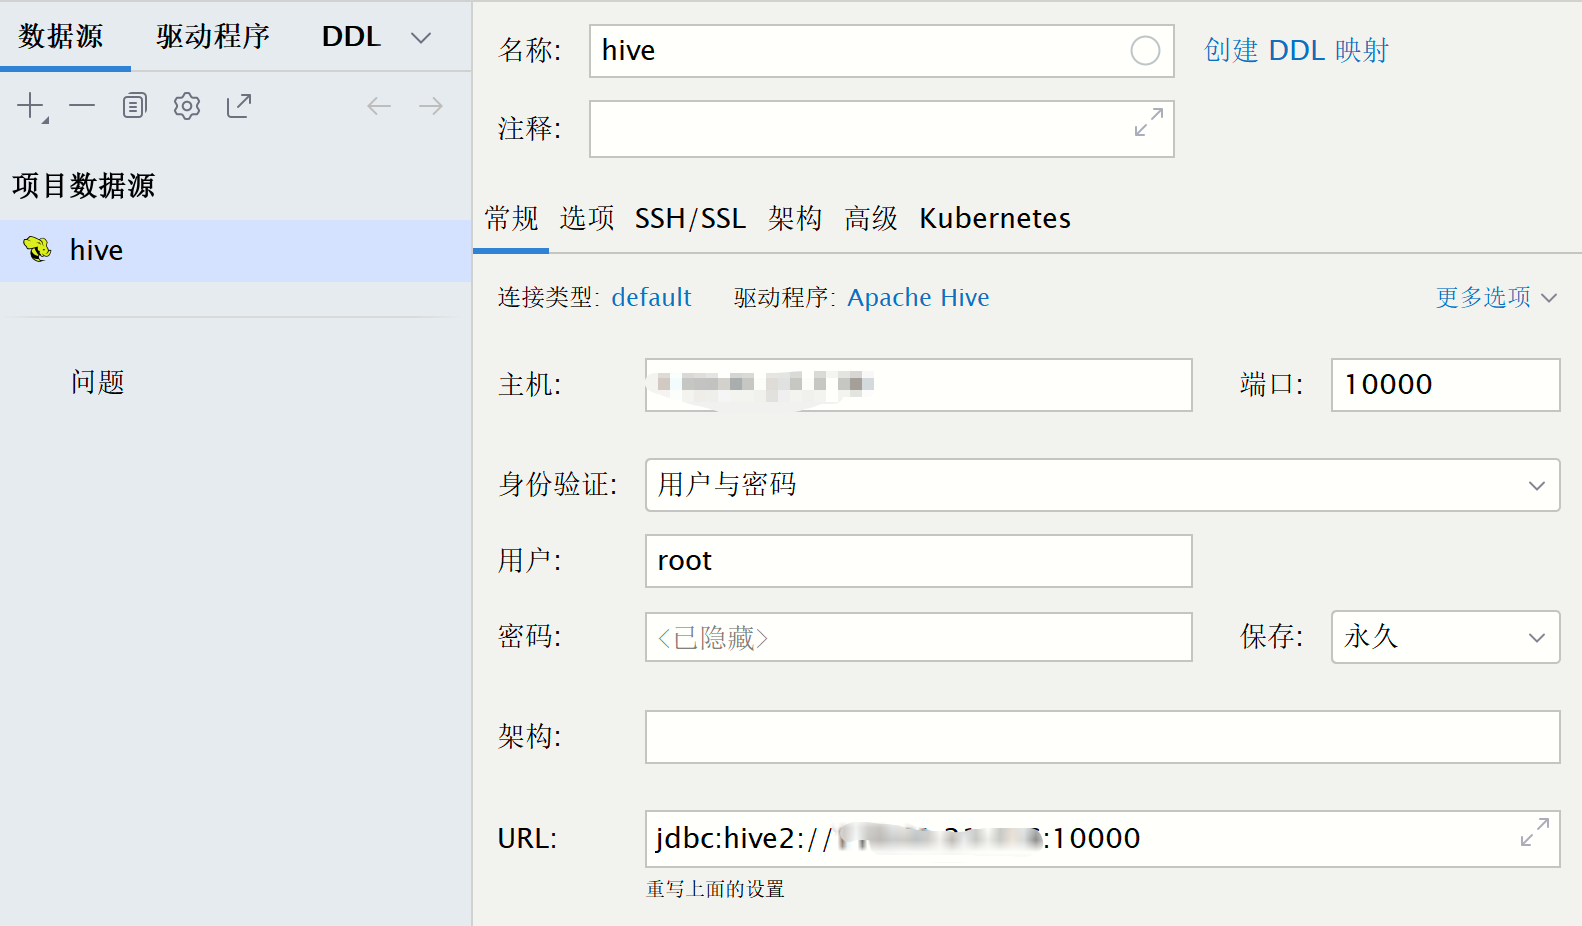 数据源 驱动程序 DDL
项目数据源
hive
问题
名称: hive 创建 DDL 映射
注释:
常规 选项 SSH/SSL 架构 高级 Kubernetes
连接类型: default 驱动程序: Apache Hive 更多选项
主机: 端口: 10000
身份验证: 用户与密码
用户: root
密码: <已隐藏> 保存: 永久
架构:
URL: jdbc:hive2:// :10000
重写上面的设置